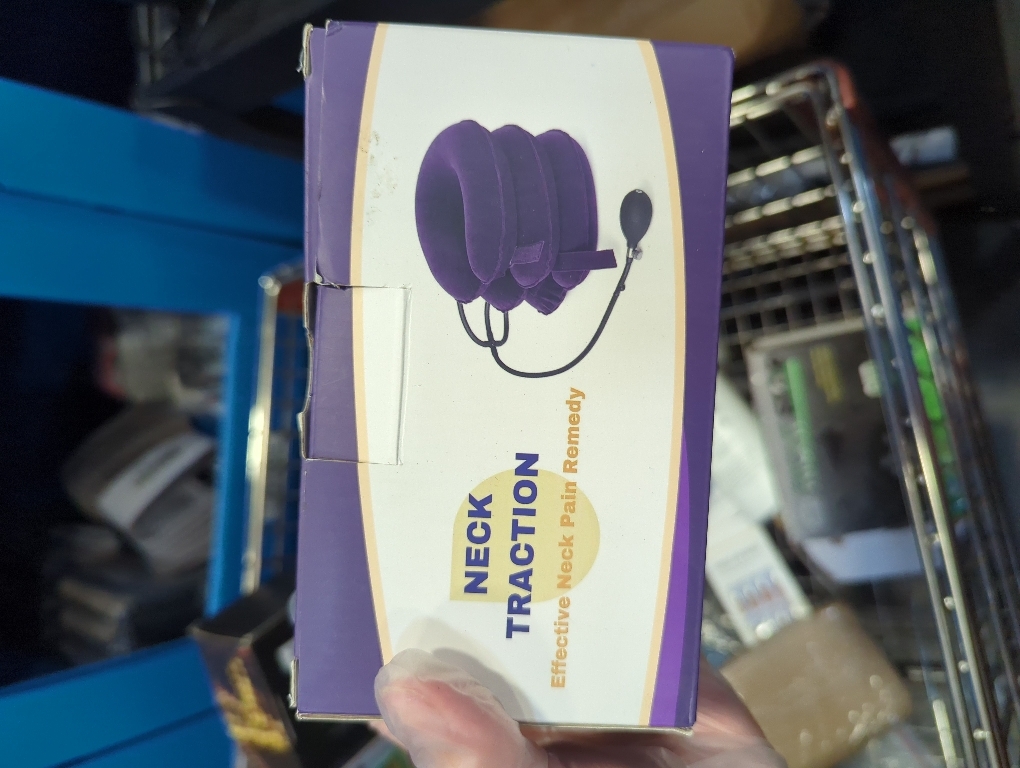 NECK
TRACTION
Effective Neck Pain Remedy